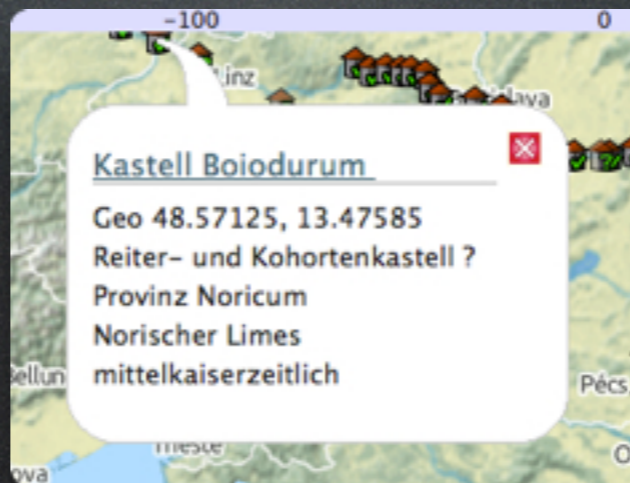 -100 0
Linz
Kastell Boiodurum
Geo 48.57125, 13.47585
Reiter- und Kohortenkastell ?
Provinz Noricum
Norischer Limes
mittelkaiserzeitlich
Pécs